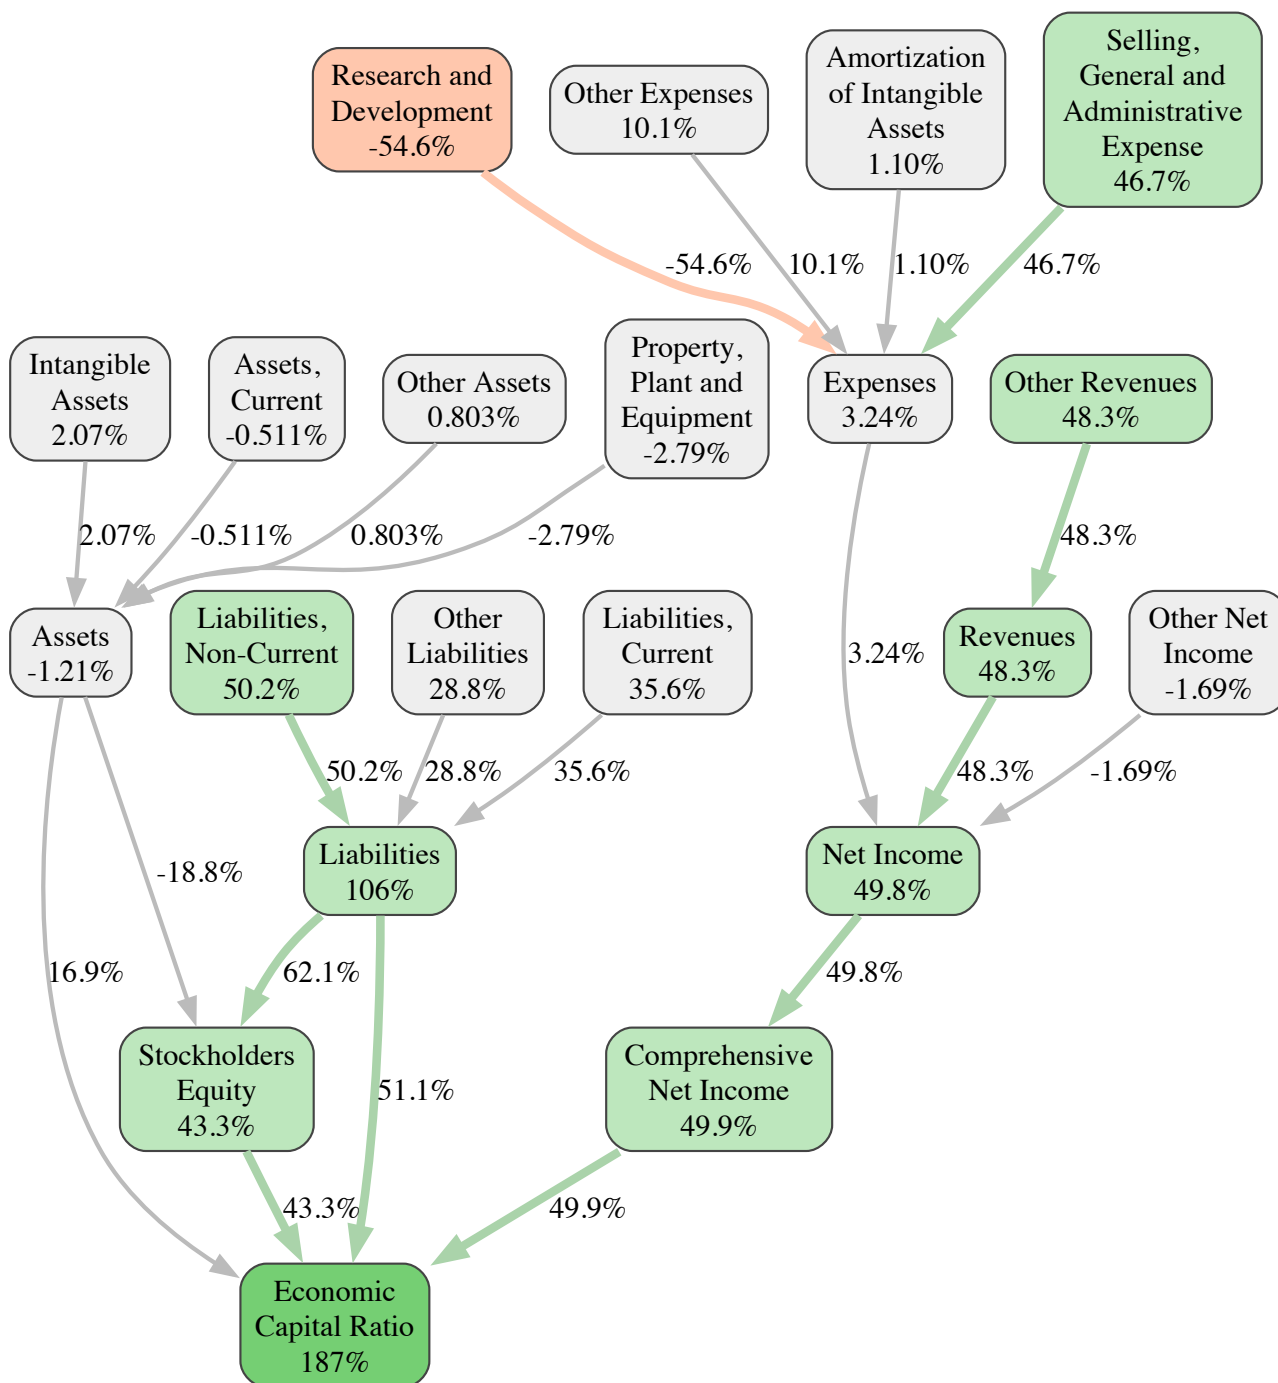 Research and
Development
-54.6%
Other Expenses
10.1%
Amortization
of Intangible
Assets
1.10%
Selling,
General and
Administrative
Expense
46.7%
-54.6%
10.1%
1.10%
46.7%
Intangible
Assets
2.07%
Assets,
Current
-0.511%
Other Assets
0.803%
Property,
Plant and
Equipment
-2.79%
Expenses
3.24%
Other Revenues
48.3%
2.07%
-0.511%
0.803%
-2.79%
48.3%
Assets
-1.21%
Liabilities,
Non-Current
50.2%
Other
Liabilities
28.8%
Liabilities,
Current
35.6%
3.24%
Revenues
48.3%
Other Net
Income
-1.69%
50.2%
28.8%
35.6%
48.3%
-1.69%
-18.8%
Liabilities
106%
Net Income
49.8%
16.9%
62.1%
49.8%
Stockholders
Equity
43.3%
51.1%
Comprehensive
Net Income
49.9%
43.3%
49.9%
Economic
Capital Ratio
187%